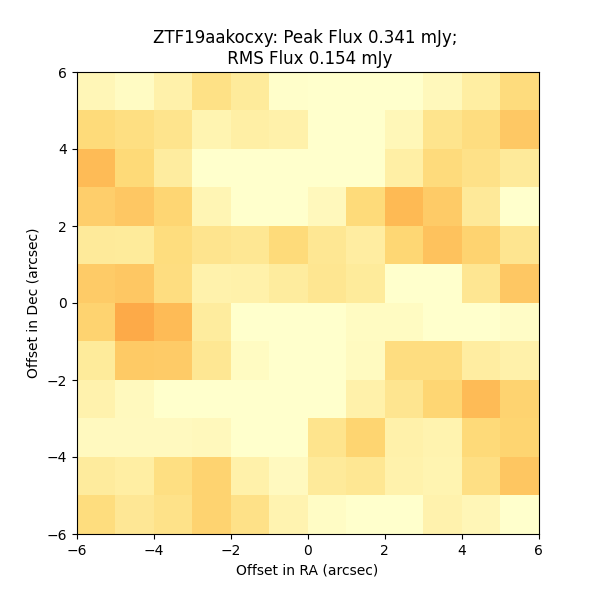 ZTF19aakocxy: Peak Flux 0.341 mJy;
RMS Flux 0.154 mJy
6
4
2
0
−2
−4
−6
Offset in Dec (arcsec)
−6 −4 −2 0 2 4 6
Offset in RA (arcsec)